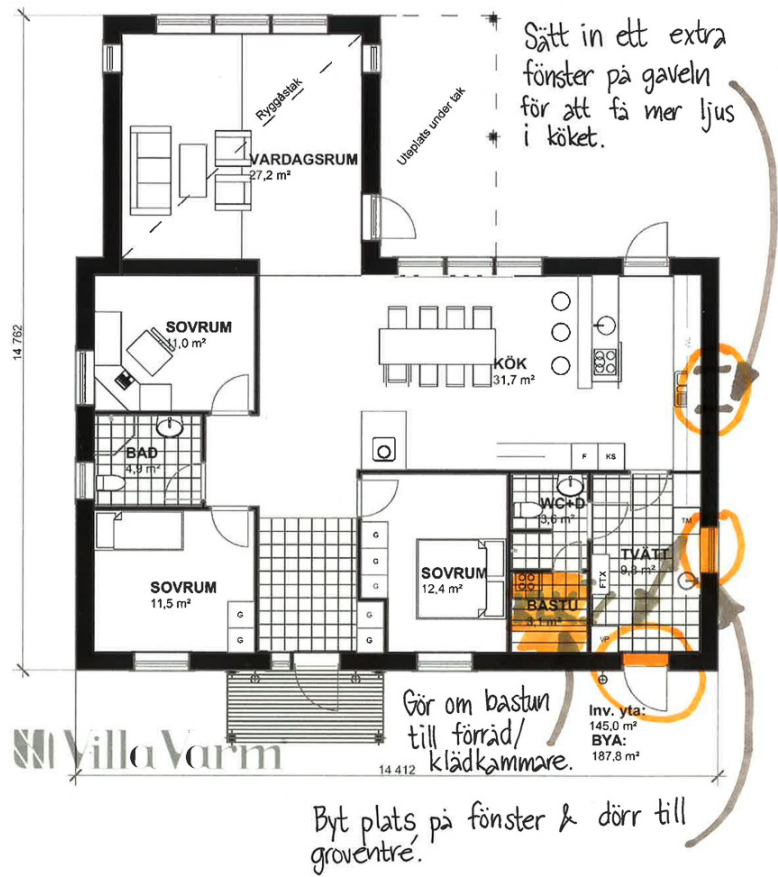 Sätt in ett extra
fönster på gaveln
för att få mer ljus
i köket.
Ryggåstak
VARDAGSRUM
27,2 m²
Uteplats under tak
14 762
SOVRUM
11,0 m²
KÖK
31,7 m²
BAD
4,9 m²
F
KS
WC+D
3,6 m²
TM
TVÄTT
9,8 m²
FTX
VP
SOVRUM
11,5 m²
G
G
G
G
G
G
G
SOVRUM
12,4 m²
BASTU
3,1 m²
Gör om bastun
till förråd/
klädkammare.
Inv. yta:
145,0 m²
BYA:
187,8 m²
VillaVarm
14 412
Byt plats på fönster & dörr till
groventré.